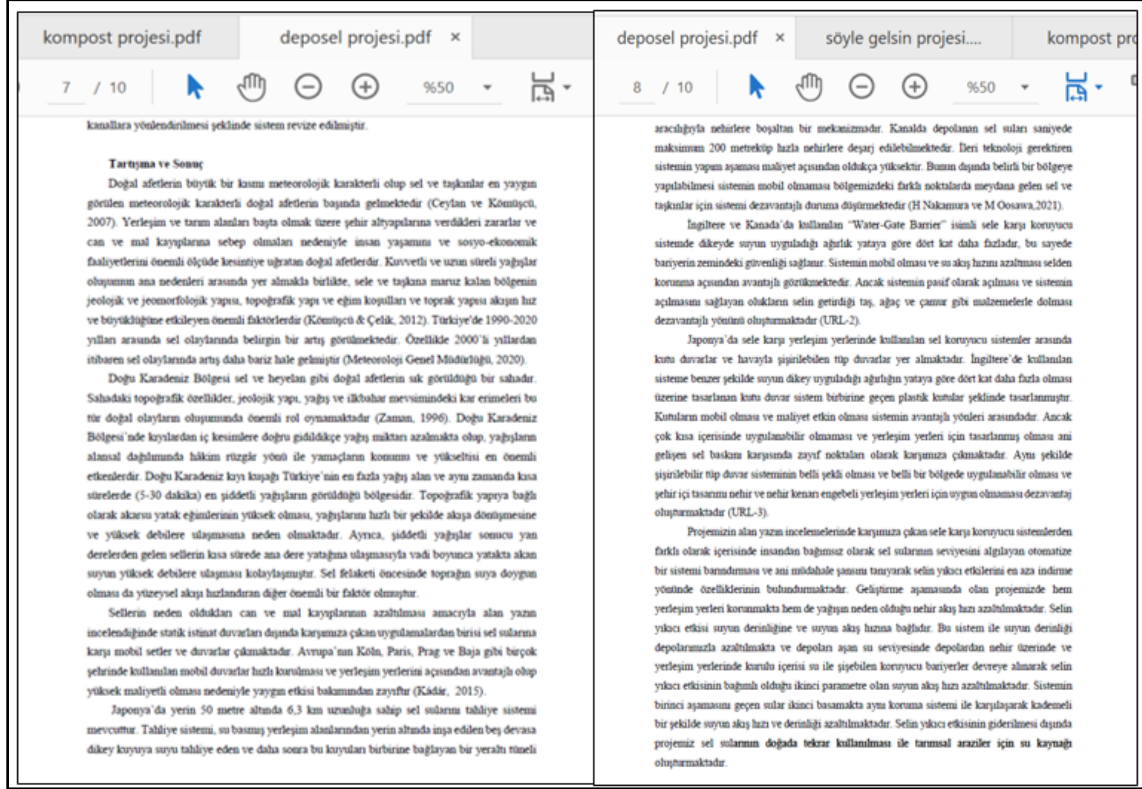 kompost projesi.pdf
deposel projesi.pdf ×
7 / 10
%50
kanallara yönlendirilmesi şeklinde sistem revize edilmiştir.
Tartışma ve Sonuç
Doğal afetlerin büyük bir kısmı meteorolojik karakterli olup sel ve taşkınlar en yaygın
görülen meteorolojik karakterli doğal afetlerin başında gelmektedir (Ceylan ve Kömüşcü,
2007). Yerleşim ve tarım alanları başta olmak üzere şehir altyapılarına verdikleri zararlar ve
can ve mal kayıplarına sebep olmaları nedeniyle insan yaşamını ve sosyo-ekonomik
faaliyetlerini önemli ölçüde kesintiye uğratan doğal afetlerdir. Kuvvetli ve uzun süreli yağışlar
oluşumun ana nedenleri arasında yer almakla birlikte, sele ve taşkına maruz kalan bölgenin
jeolojik ve jeomorfolojik yapısı, topoğrafik yapı ve eğim koşulları ve toprak yapısı akışın hız
ve büyüklüğüne etkileyen önemli faktörlerdir (Kömüşcü & Çelik, 2012). Türkiye'de 1990-2020
yılları arasında sel olaylarında belirgin bir artış görülmektedir. Özellikle 2000'li yıllardan
itibaren sel olaylarında artış daha bariz hale gelmiştir (Meteoroloji Genel Müdürlüğü, 2020).
Doğu Karadeniz Bölgesi sel ve heyelan gibi doğal afetlerin sık görüldüğü bir sahadır.
Sahadaki topoğrafik özellikler, jeolojik yapı, yağış ve ilkbahar mevsimindeki kar erimeleri bu
tür doğal olayların oluşumunda önemli rol oynamaktadır (Zaman, 1996). Doğu Karadeniz
Bölgesi'nde kıyılardan iç kesimlere doğru gidildikçe yağış miktarı azalmakta olup, yağışların
alansal dağılımında hâkim rüzgâr yönü ile yamaçların konumu ve yükseltisi en önemli
etkenlerdir. Doğu Karadeniz kıyı kuşağı Türkiye'nin en fazla yağış alan ve aynı zamanda kısa
sürelerde (5-30 dakika) en şiddetli yağışların görüldüğü bölgesidir. Topoğrafik yapıya bağlı
olarak akarsu yatak eğimlerinin yüksek olması, yağışların hızlı bir şekilde akışa dönüşmesine
ve yüksek debilere ulaşmasına neden olmaktadır. Ayrıca, şiddetli yağışlar sonucu yan
derelerden gelen sellerin kısa sürede ana dere yatağına ulaşmasıyla vadi boyunca yatakta akan
suyun yüksek debilere ulaşması kolaylaşmıştır. Sel felaketi öncesinde toprağın suya doygun
olması da yüzeysel akışı hızlandıran diğer önemli bir faktör olmuştur.
Sellerin neden oldukları can ve mal kayıplarının azaltılması amacıyla alan yazın
incelendiğinde statik istinat duvarları dışında karşımıza çıkan uygulamalardan birisi sel sularına
karşı mobil setler ve duvarlar çıkmaktadır. Avrupa'nın Köln, Paris, Prag ve Baja gibi birçok
şehrinde kullanılan mobil duvarlar hızlı kurulması ve yerleşim yerlerini açısından avantajlı olup
yüksek maliyetli olması nedeniyle yaygın etkisi bakımından zayıftır (Kádár, 2015).
Japonya'da yerin 50 metre altında 6,3 km uzunluğa sahip sel sularını tahliye sistemi
mevcuttur. Tahliye sistemi, su basmış yerleşim alanlarından yerin altında inşa edilen beş devasa
dikey kuyuya suyu tahliye eden ve daha sonra bu kuyuları birbirine bağlayan bir yeraltı tüneli
deposel projesi.pdf ×
söyle gelsin projesi....
kompost pro
8 / 10
%50
aracılığıyla nehirlere boşaltan bir mekanizmadır. Kanalda depolanan sel suları saniyede
maksimum 200 metreküp hızla nehirlere deşarj edilebilmektedir. İleri teknoloji gerektiren
sistemin yapım aşaması maliyet açısından oldukça yüksektir. Bunun dışında belirli bir bölgeye
yapılabilmesi sistemin mobil olmaması bölgemizdeki farklı noktalarda meydana gelen sel ve
taşkınlar için sistemi dezavantajlı duruma düşürmektedir (H Nakamura ve M Oosawa,2021).
İngiltere ve Kanada'da kullanılan “Water-Gate Barrier” isimli sele karşı koruyucu
sistemde dikeyde suyun uyguladığı ağırlık yataya göre dört kat daha fazladır, bu sayede
bariyerin zemindeki güvenliği sağlanır. Sistemin mobil olması ve su akış hızını azaltması selden
korunma açısından avantajlı gözükmektedir. Ancak sistemin pasif olarak açılması ve sistemin
açılmasını sağlayan olukların selin getirdiği taş, ağaç ve çamur gibi malzemelerle dolması
dezavantajlı yönünü oluşturmaktadır (URL-2).
Japonya'da sele karşı yerleşim yerlerinde kullanılan sel koruyucu sistemler arasında
kutu duvarlar ve havayla şişirilebilen tüp duvarlar yer almaktadır. İngiltere'de kullanılan
sisteme benzer şekilde suyun dikey uyguladığı ağırlığın yataya göre dört kat daha fazla olması
üzerine tasarlanan kutu duvar sistem birbirine geçen plastik kutular şeklinde tasarlanmıştır.
Kutuların mobil olması ve maliyet etkin olması sistemin avantajlı yönleri arasındadır. Ancak
çok kısa içerisinde uygulanabilir olmaması ve yerleşim yerleri için tasarlanmış olması ani
gelişen sel baskını karşısında zayıf noktaları olarak karşımıza çıkmaktadır. Aynı şekilde
şişirilebilir tüp duvar sisteminin belli şekli olması ve belli bir bölgede uygulanabilir olması ve
şehir içi tasarımı nehir ve nehir kenarı engebeli yerleşim yerleri için uygun olmaması dezavantaj
oluşturmaktadır (URL-3).
Projemizin alan yazın incelemelerinde karşımıza çıkan sele karşı koruyucu sistemlerden
farklı olarak içerisinde insandan bağımsız olarak sel sularının seviyesini algılayan otomatize
bir sistemi barındırması ve ani müdahale şansını tanıyarak selin yıkıcı etkilerini en aza indirme
yönünde özelliklerinin bulundurmaktadır. Geliştirme aşamasında olan projemizde hem
yerleşim yerleri korunmakta hem de yağışın neden olduğu nehir akış hızı azaltılmaktadır. Selin
yıkıcı etkisi suyun derinliğine ve suyun akış hızına bağlıdır. Bu sistem ile suyun derinliği
depolarımızla azaltılmakta ve depoları aşan su seviyesinde depolardan nehir üzerinde ve
yerleşim yerlerinde kurulu içerisi su ile şişebilen koruyucu bariyerler devreye alınarak selin
yıkıcı etkisinin bağımlı olduğu ikinci parametre olan suyun akış hızı azaltılmaktadır. Sistemin
birinci aşamasını geçen sular ikinci basamakta aynı koruma sistemi ile karşılaşarak kademeli
bir şekilde suyun akış hızı ve derinliği azaltılmaktadır. Selin yıkıcı etkisinin giderilmesi dışında
projemiz sel sularının doğada tekrar kullanılması ile tarımsal araziler için su kaynağı
oluşturmaktadır.